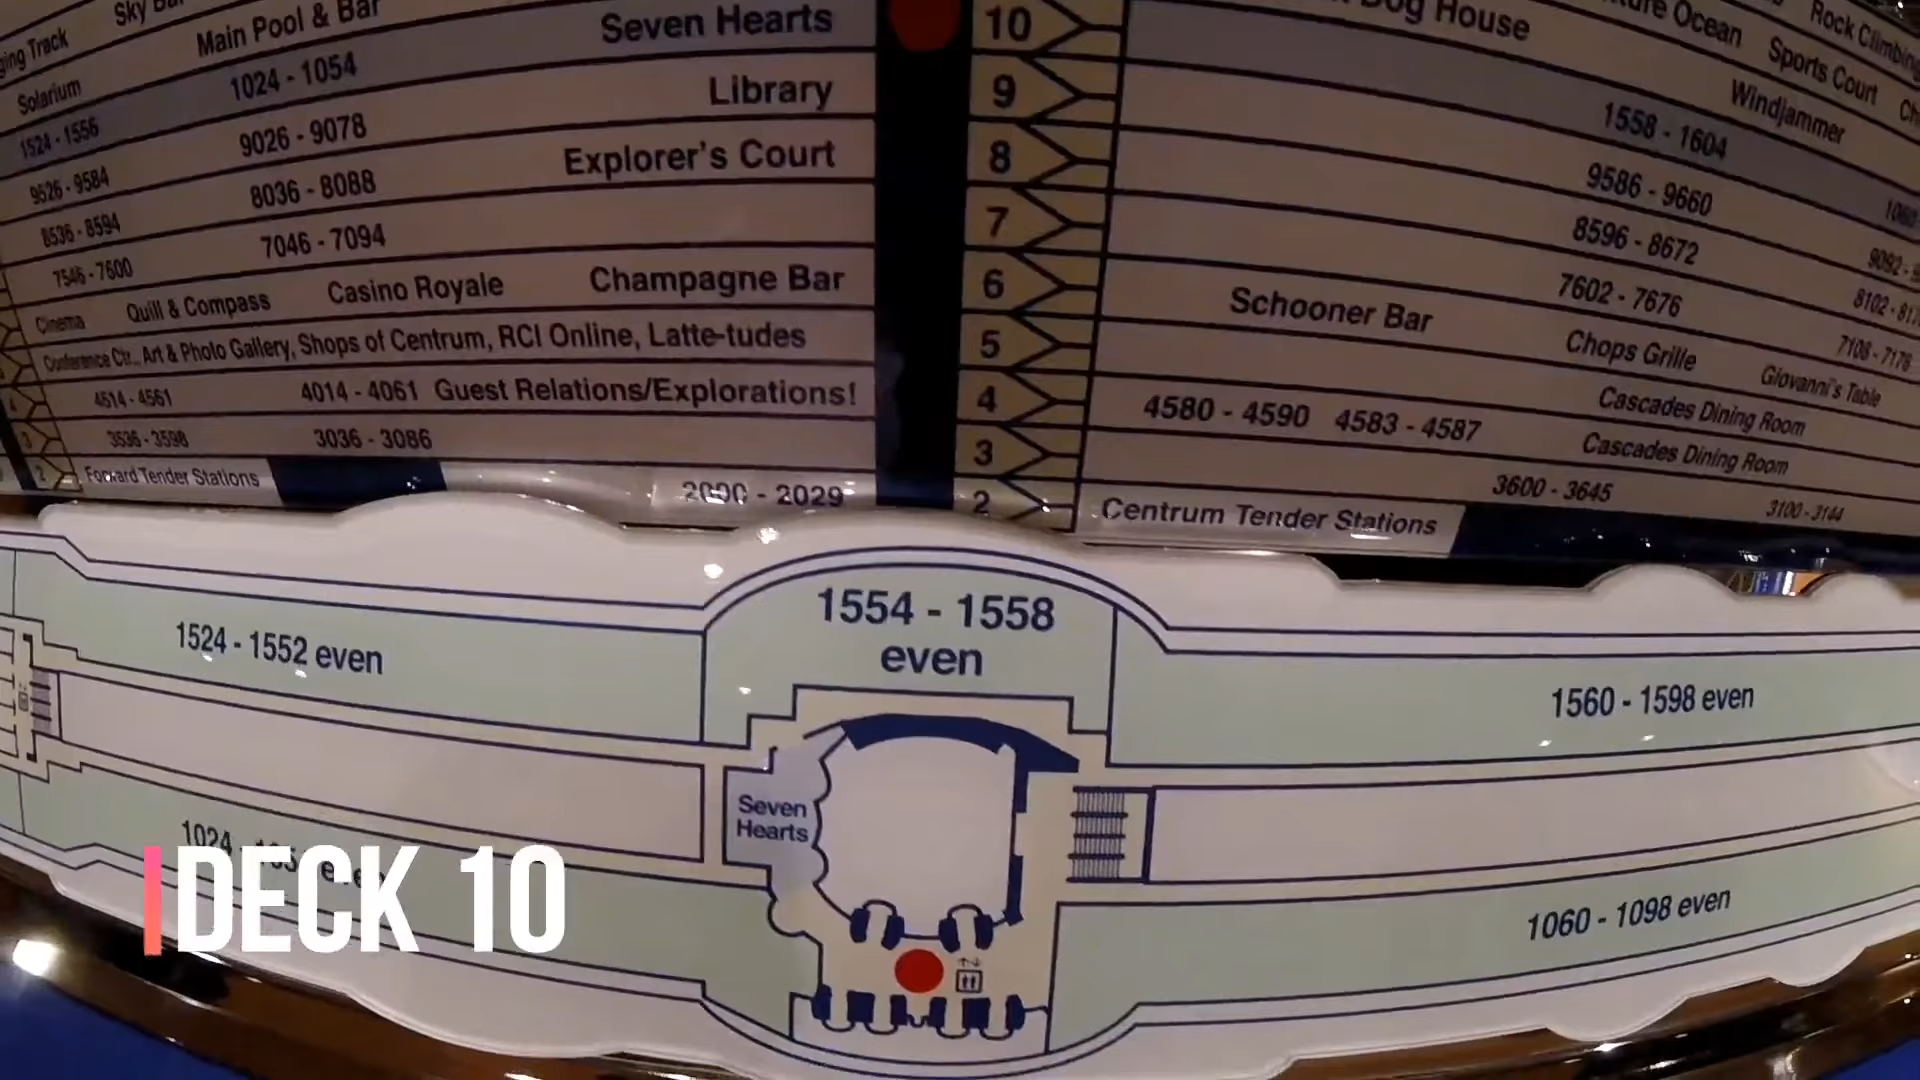 Sky Bar
Rock Climbing
Jogging Track
Main Pool & Bar
Dog House
Ocean
Sports Court
Solarium
Windjammer
1524 - 1556
1024 - 1054
Seven Hearts
10
1558 - 1604
9526 - 9584
9026 - 9078
Library
9
9586 - 9660
8536 - 8594
8036 - 8088
Explorer's Court
8
8596 - 8672
7546 - 7600
7046 - 7094
7
7602 - 7676
7108 - 7178
Cinema
Quill & Compass
Casino Royale
Champagne Bar
6
Schooner Bar
Chops Grille
Giovanni's Table
Conference Ctr., Art & Photo Gallery, Shops of Centrum, RCI Online, Latte-tudes
5
Cascades Dining Room
4514 - 4561
4014 - 4061
Guest Relations/Explorations!
4
4580 - 4590
4583 - 4587
Cascades Dining Room
3536 - 3598
3036 - 3086
3
3600 - 3645
3100 - 3144
Forward Tender Stations
2000 - 2029
2
Centrum Tender Stations
1554 - 1558
even
1524 - 1552 even
1560 - 1598 even
Seven
Hearts
1060 - 1098 even
DECK 10